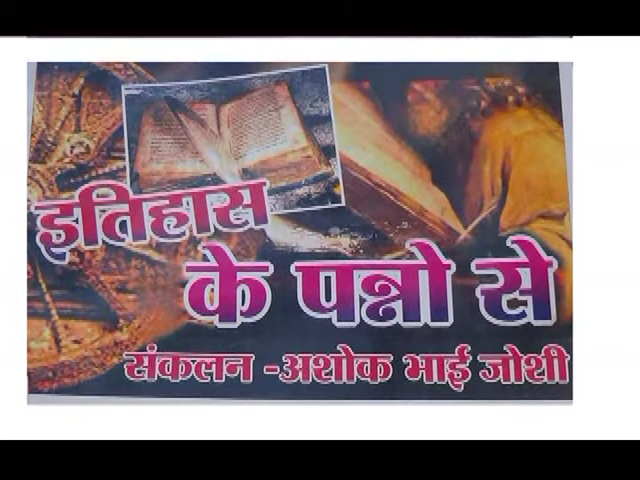 इतिहास
के पन्नो से
संकलन -अशोक भाई जोशी